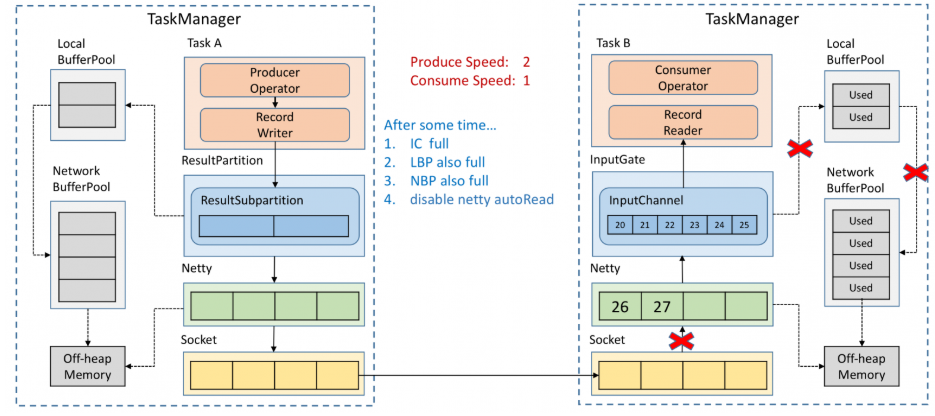 TaskManager
Local
BufferPool
Task A
Producer
Operator
Record
Writer
ResultPartition
ResultSubpartition
Network
BufferPool
Netty
Socket
Off-heap
Memory
Produce Speed: 2
Consume Speed: 1
After some time...
1. IC full
2. LBP also full
3. NBP also full
4. disable netty autoRead
TaskManager
Task B
Consumer
Operator
Record
Reader
InputGate
InputChannel
20 21 22 23 24 25
Netty
26 27
Socket
Local
BufferPool
Used
Used
Network
BufferPool
Used
Used
Used
Used
Off-heap
Memory